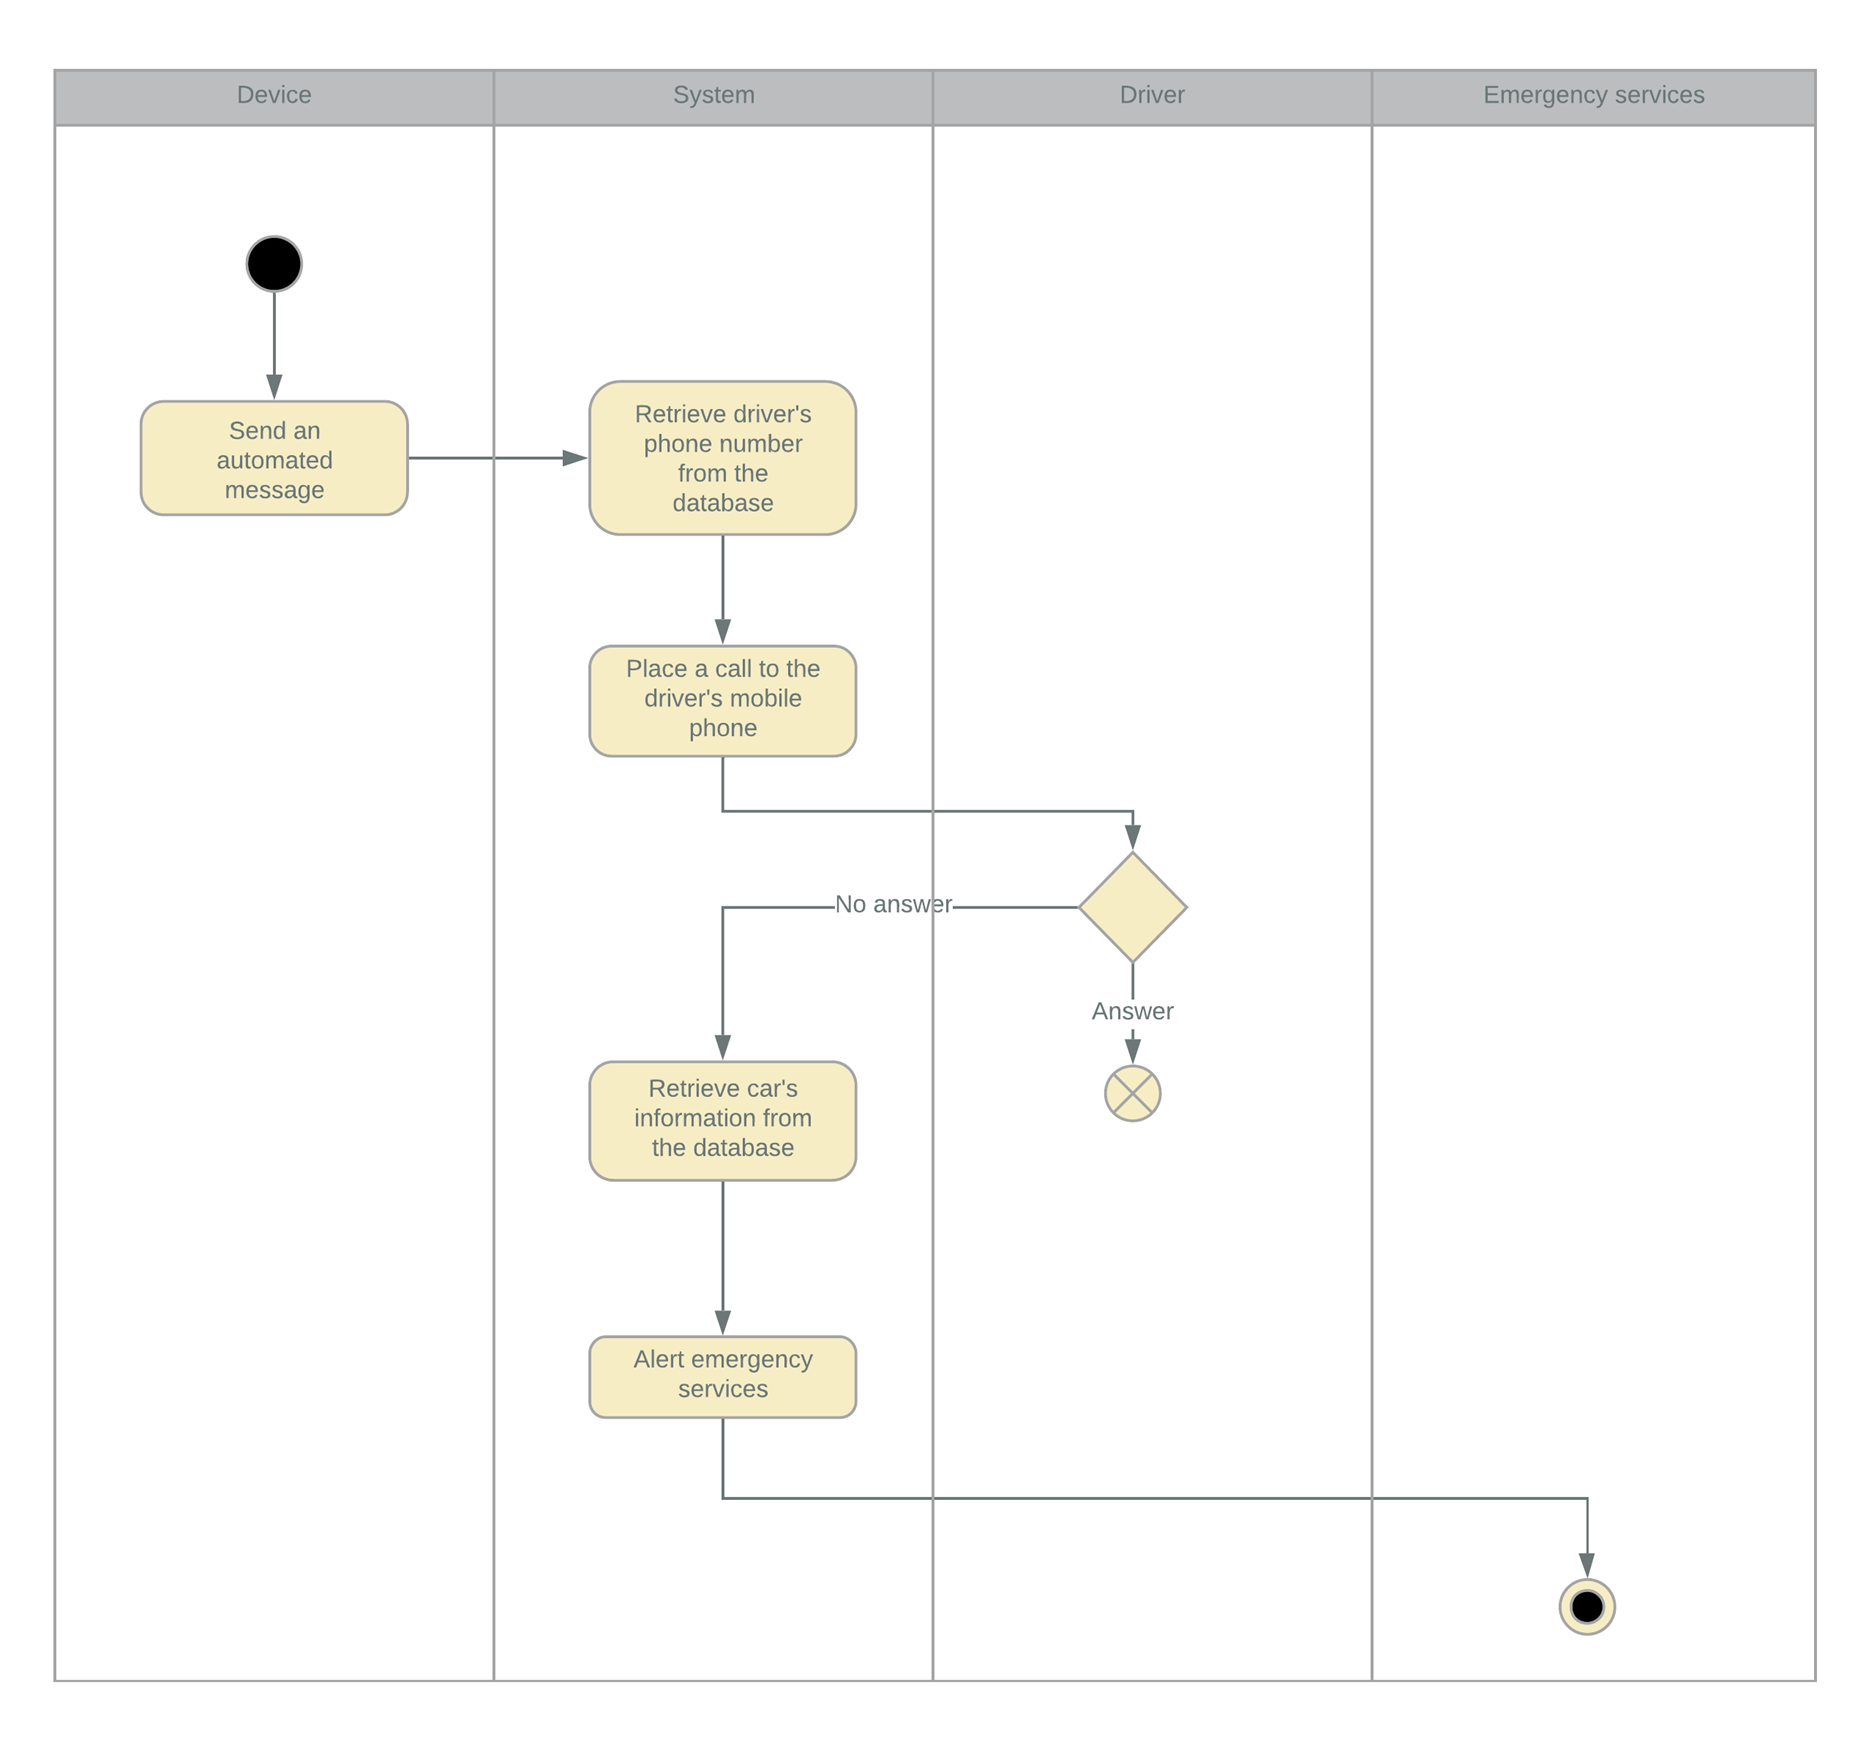 Device
System
Driver
Emergency services
Send an
automated
message
Retrieve driver's
phone number
from the
database
Place a call to the
driver's mobile
phone
No answer
Answer
Retrieve car's
information from
the database
Alert emergency
services